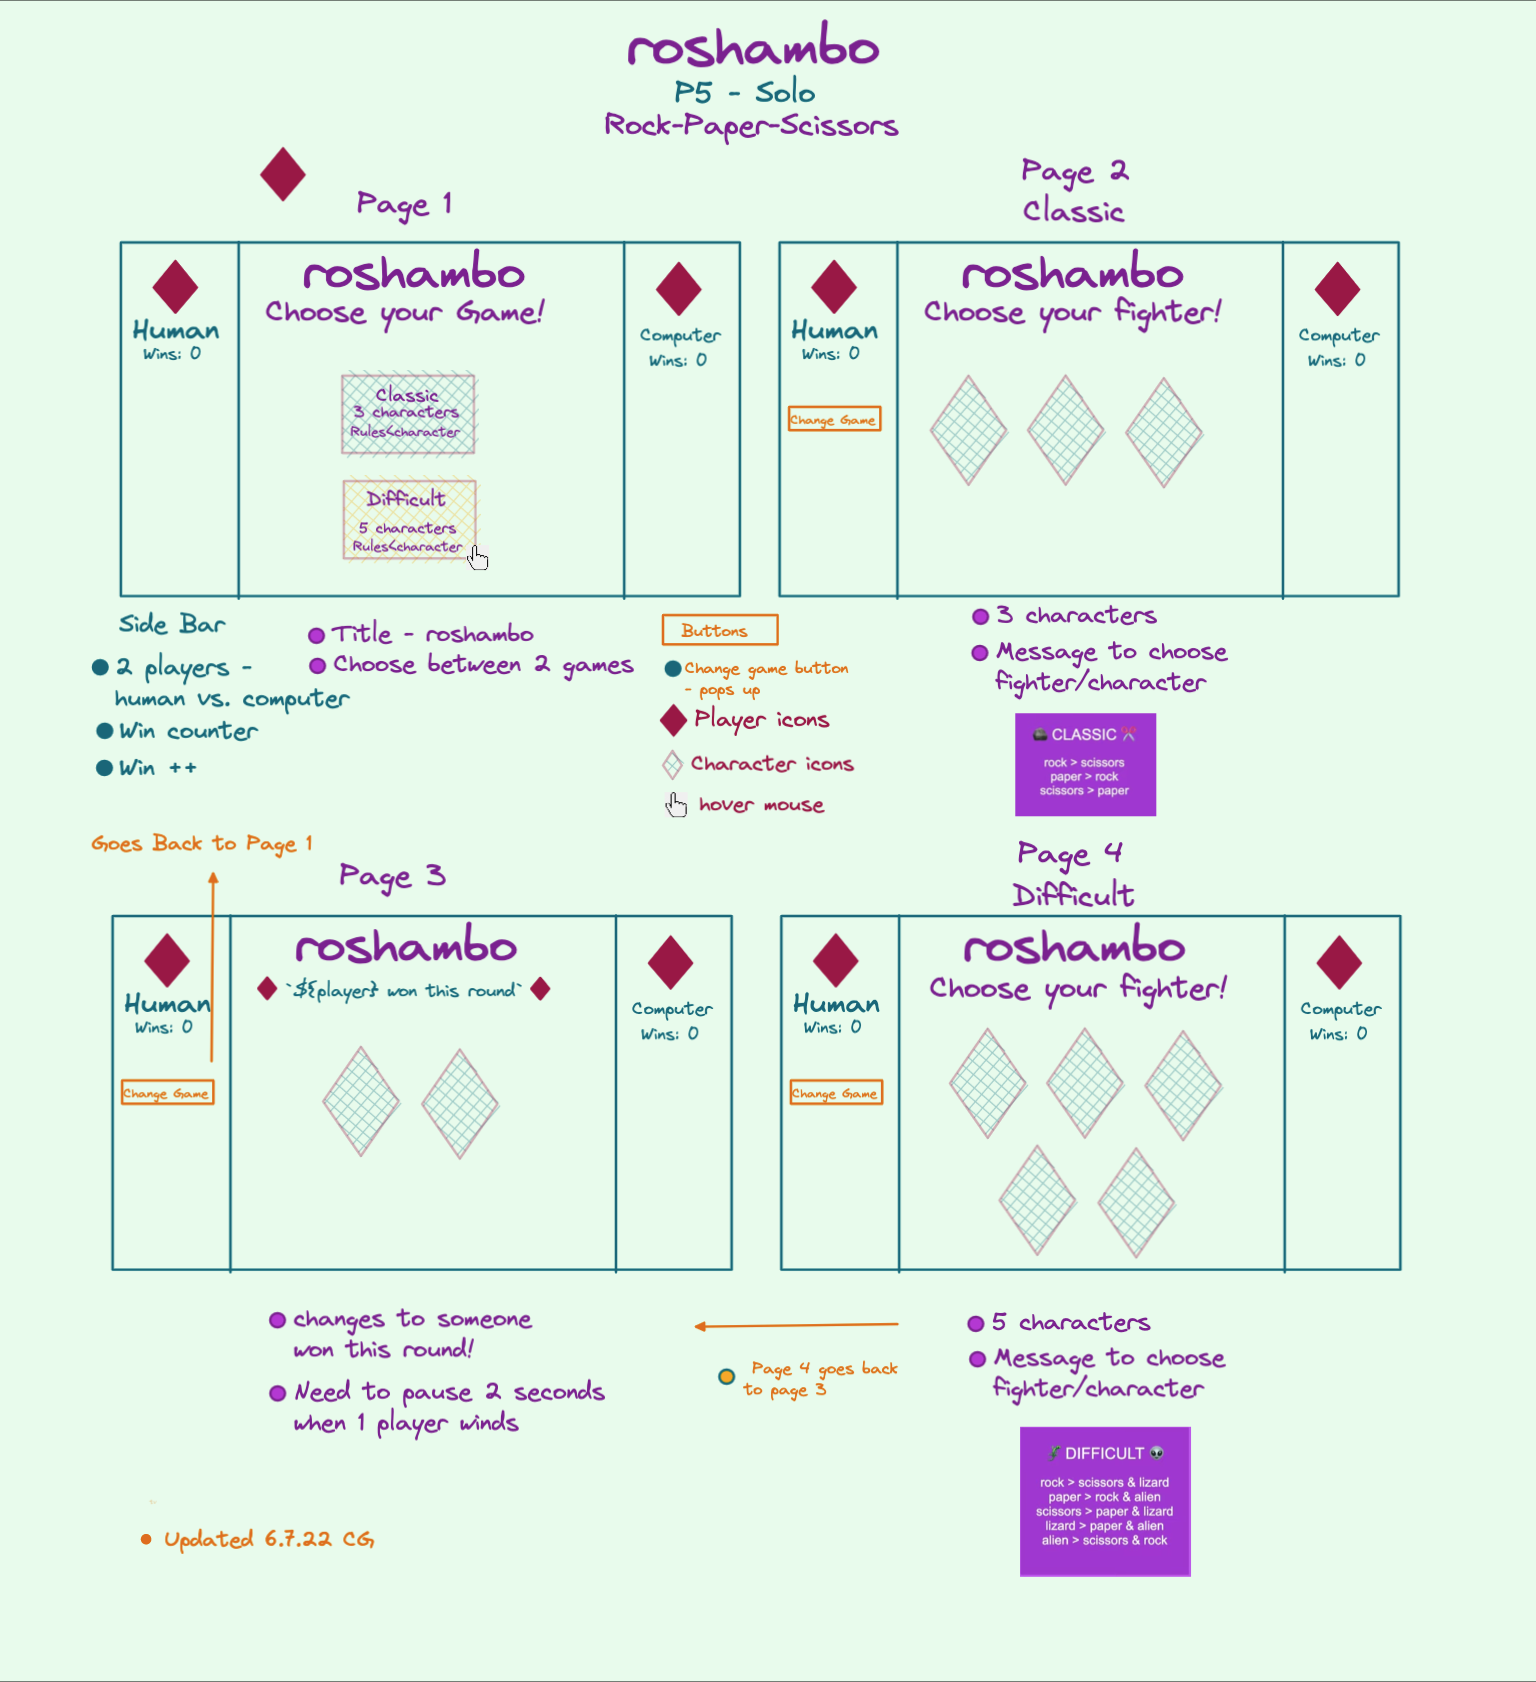 roshambo
P5 - Solo
Rock-Paper-Scissors
Page 1
roshambo
Choose your Game!
Human
Wins: 0
Computer
Wins: 0
Classic
3 characters
Rules<character
Difficult
5 characters
Rules<character
Side Bar
2 players -
human vs. computer
Win counter
Win ++
Title - roshambo
Choose between 2 games
Buttons
Change game button
- pops up
Player icons
Character icons
hover mouse
Page 2
Classic
roshambo
Choose your fighter!
Human
Wins: 0
Change Game
Computer
Wins: 0
3 characters
Message to choose
fighter/character
CLASSIC
rock > scissors
paper > rock
scissors > paper
Goes Back to Page 1
Page 3
roshambo
`${player} won this round`
Human
Wins: 0
Change Game
Computer
Wins: 0
changes to someone
won this round!
Need to pause 2 seconds
when 1 player winds
Page 4
Difficult
roshambo
Choose your fighter!
Human
Wins: 0
Change Game
Computer
Wins: 0
Page 4 goes back
to page 3
5 characters
Message to choose
fighter/character
DIFFICULT
rock > scissors & lizard
paper > rock & alien
scissors > paper & lizard
lizard > paper & alien
alien > scissors & rock
Updated 6.7.22 CG